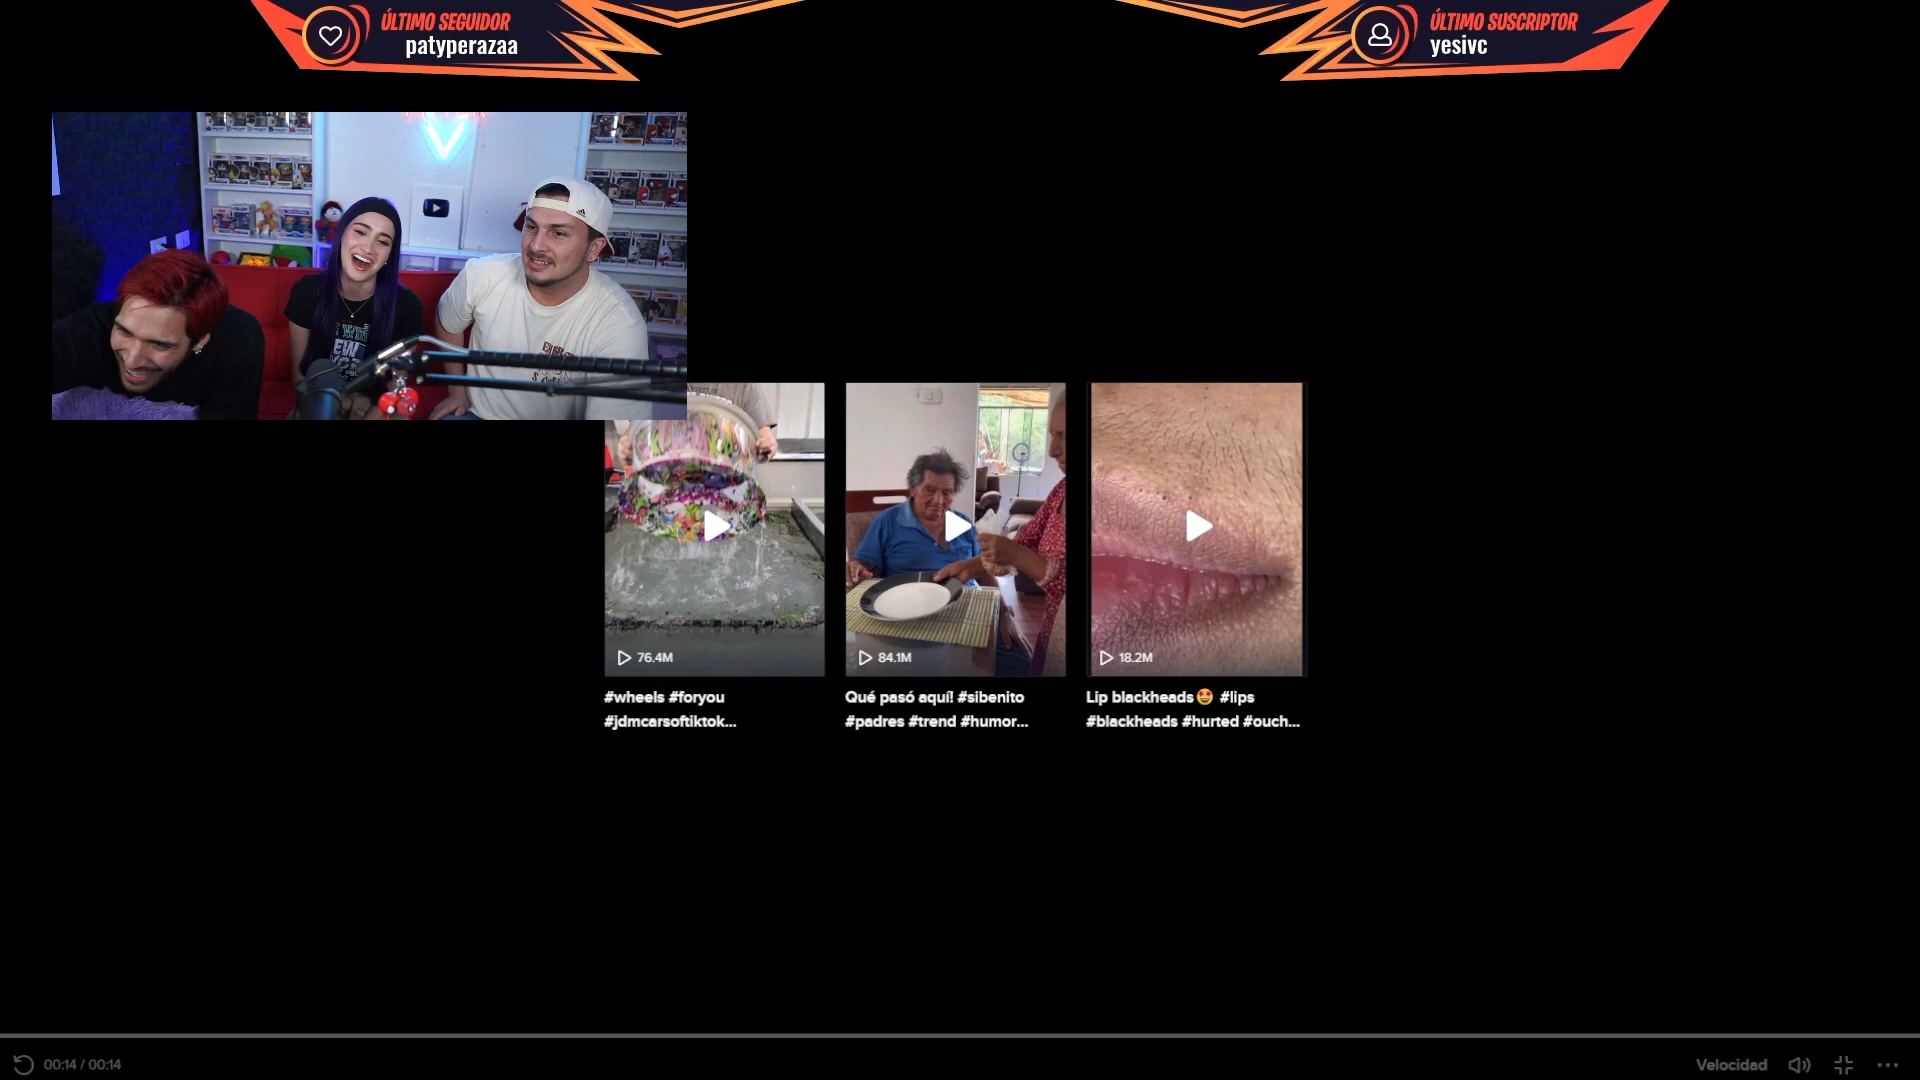 ÚLTIMO SEGUIDOR
patyperazaa
ÚLTIMO SUSCRIPTOR
yesivc
76.4M
84.1M
18.2M
#wheels #foryou
#jdmcarsoftiktok...
Qué pasó aquí! #sibenito
#padres #trend #humor...
Lip blackheads🤩 #lips
#blackheads #hurted #ouch...
00:14 / 00:14
Velocidad